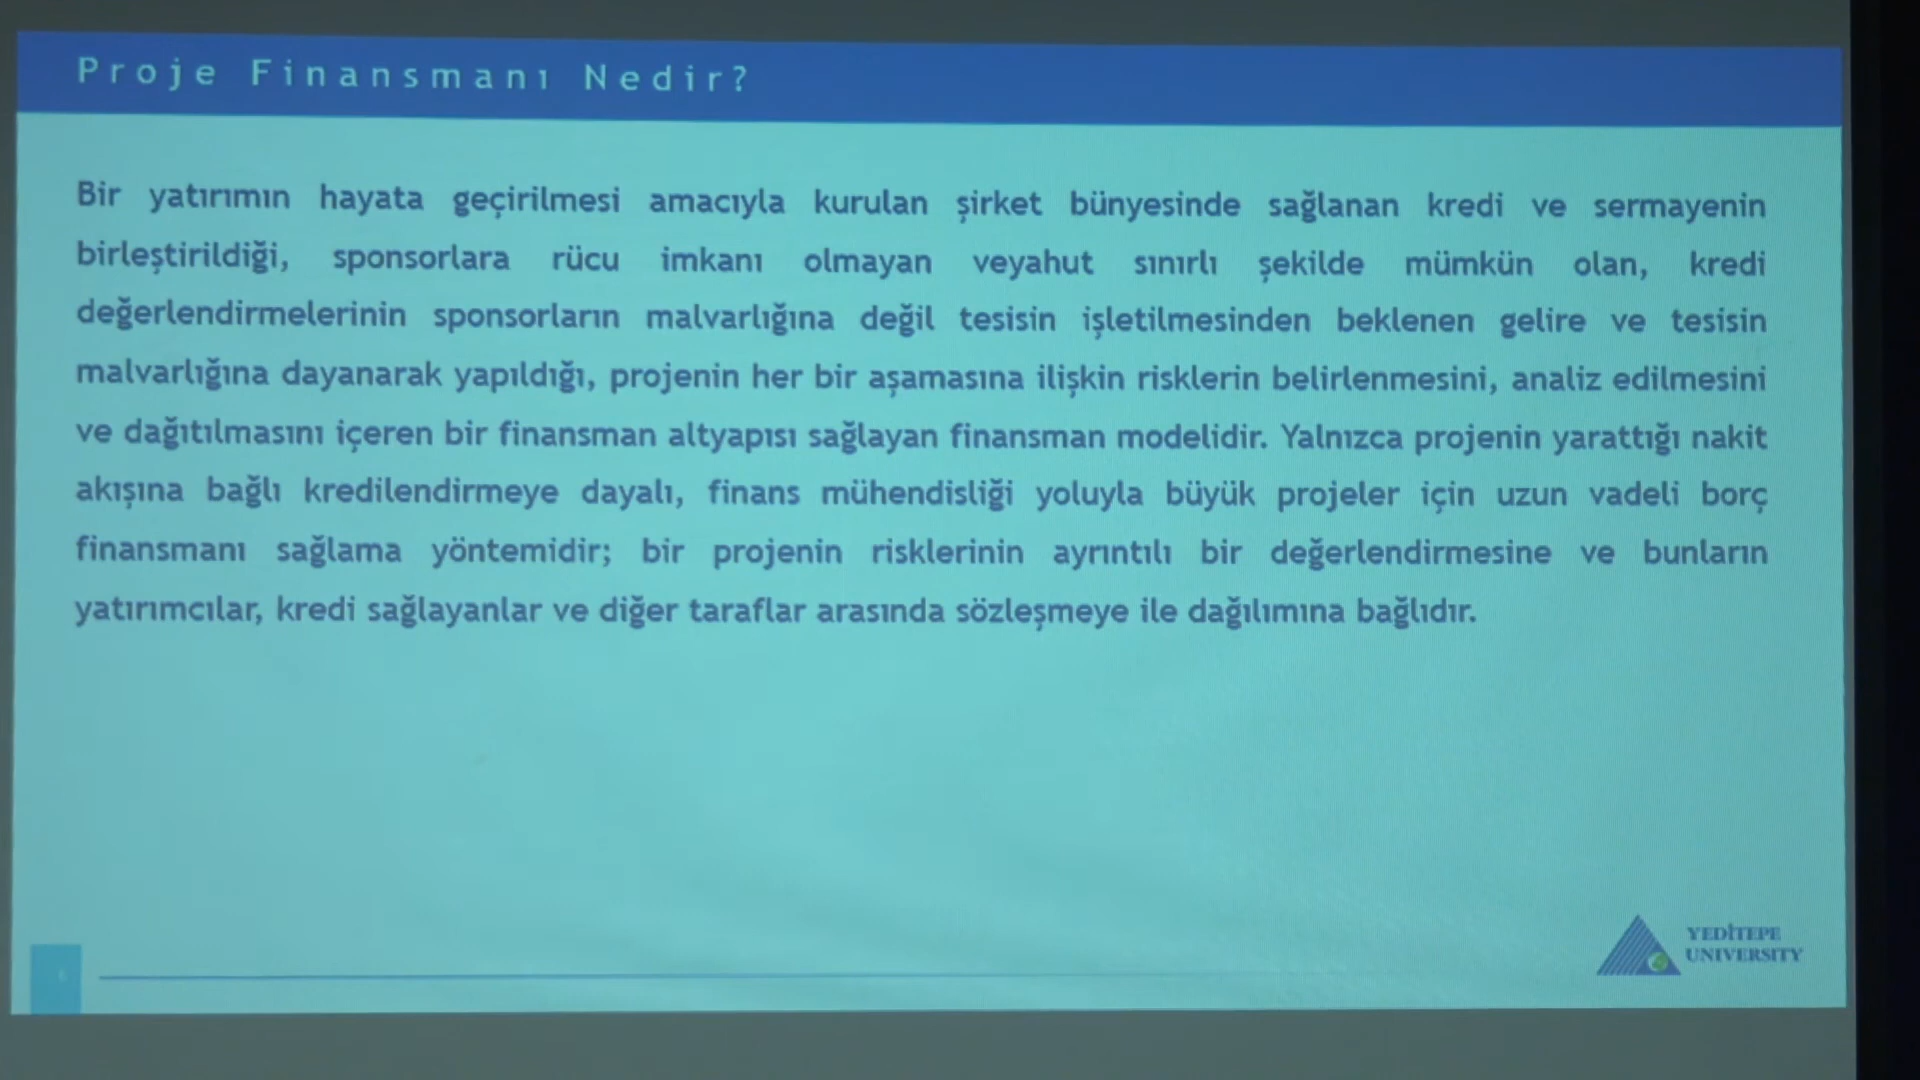 Proje Finansmanı Nedir?
Bir yatırımın hayata geçirilmesi amacıyla kurulan şirket bünyesinde sağlanan kredi ve sermayenin
birleştirildiği, sponsorlara rücu imkanı olmayan veyahut sınırlı şekilde mümkün olan, kredi
değerlendirmelerinin sponsorların malvarlığına değil tesisin işletilmesinden beklenen gelire ve tesisin
malvarlığına dayanarak yapıldığı, projenin her bir aşamasına ilişkin risklerin belirlenmesini, analiz edilmesini
ve dağıtılmasını içeren bir finansman altyapısı sağlayan finansman modelidir. Yalnızca projenin yarattığı nakit
akışına bağlı kredilendirmeye dayalı, finans mühendisliği yoluyla büyük projeler için uzun vadeli borç
finansmanı sağlama yöntemidir; bir projenin risklerinin ayrıntılı bir değerlendirmesine ve bunların
yatırımcılar, kredi sağlayanlar ve diğer taraflar arasında sözleşmeye ile dağılımına bağlıdır.
YEDİTEPE
UNIVERSITY